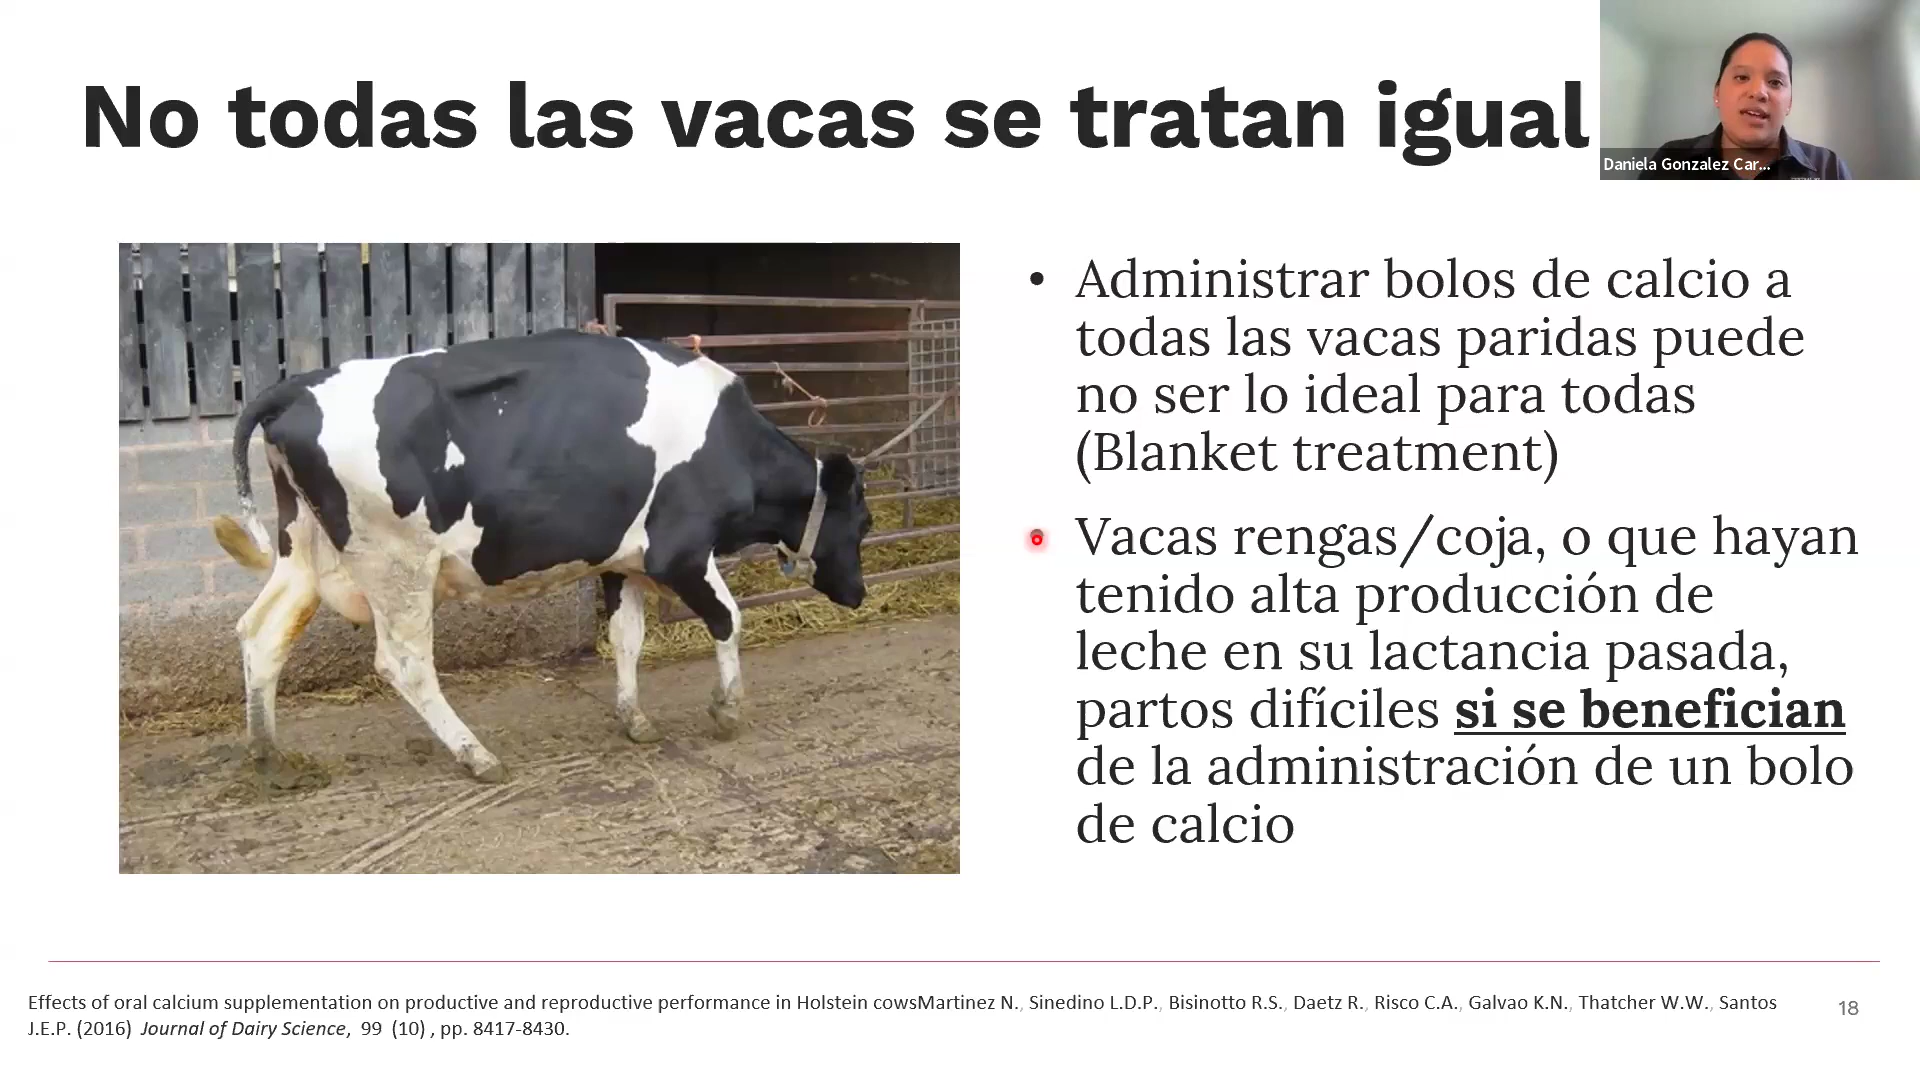 No todas las vacas se tratan igual
Daniela Gonzalez Car...
• Administrar bolos de calcio a
todas las vacas paridas puede
no ser lo ideal para todas
(Blanket treatment)
• Vacas rengas/coja, o que hayan
tenido alta producción de
leche en su lactancia pasada,
partos difíciles si se benefician
de la administración de un bolo
de calcio
Effects of oral calcium supplementation on productive and reproductive performance in Holstein cowsMartinez N., Sinedino L.D.P., Bisinotto R.S., Daetz R., Risco C.A., Galvao K.N., Thatcher W.W., Santos
J.E.P. (2016) Journal of Dairy Science, 99 (10) , pp. 8417-8430.
18